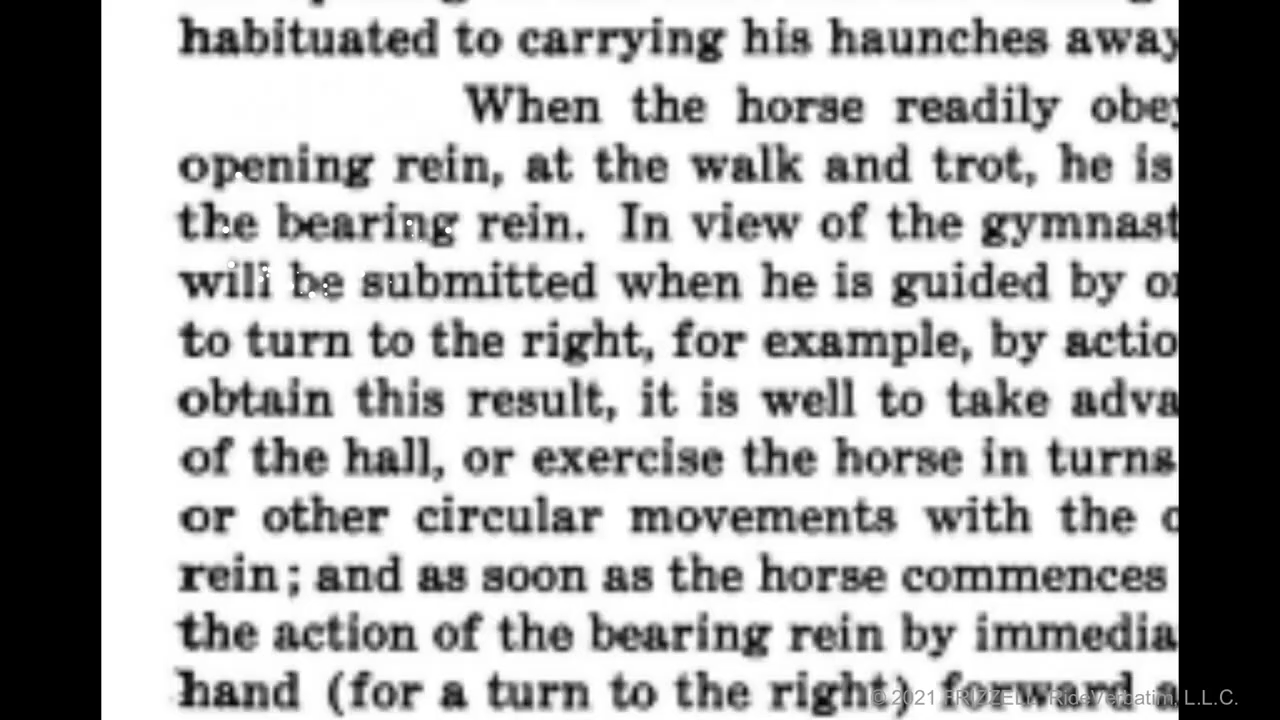 habituated to carrying his haunches away
When the horse readily obey
opening rein, at the walk and trot, he is
the bearing rein. In view of the gymnast
will be submitted when he is guided by
to turn to the right, for example, by actio
obtain this result, it is well to take adva
of the hall, or exercise the horse in turns
or other circular movements with the
rein; and as soon as the horse commences
the action of the bearing rein by immedia
hand (for a turn to the right) forward
© 2021 FRIZZELL, RideVerbatim, L.L.C.